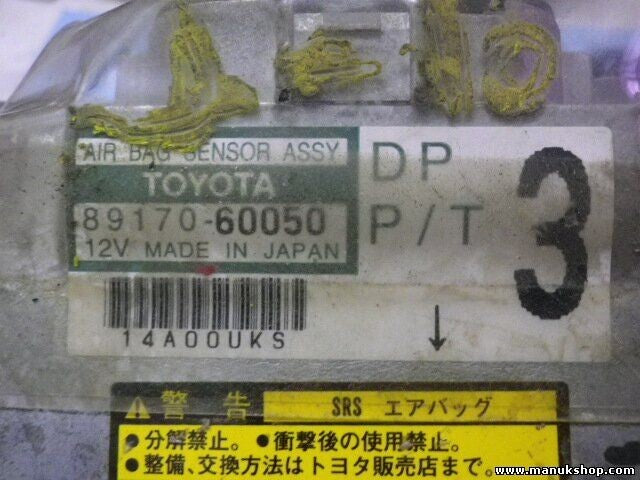 AIR BAG SENSOR ASSY
TOYOTA
89170-60050
12V MADE IN JAPAN
DP
P/T
3
14A00UKS
警告 SRS エアバッグ
●分解禁止。●衝撃後の使用禁止。
●整備、交換方法はトヨタ販売店まで。
www.manukshop.com